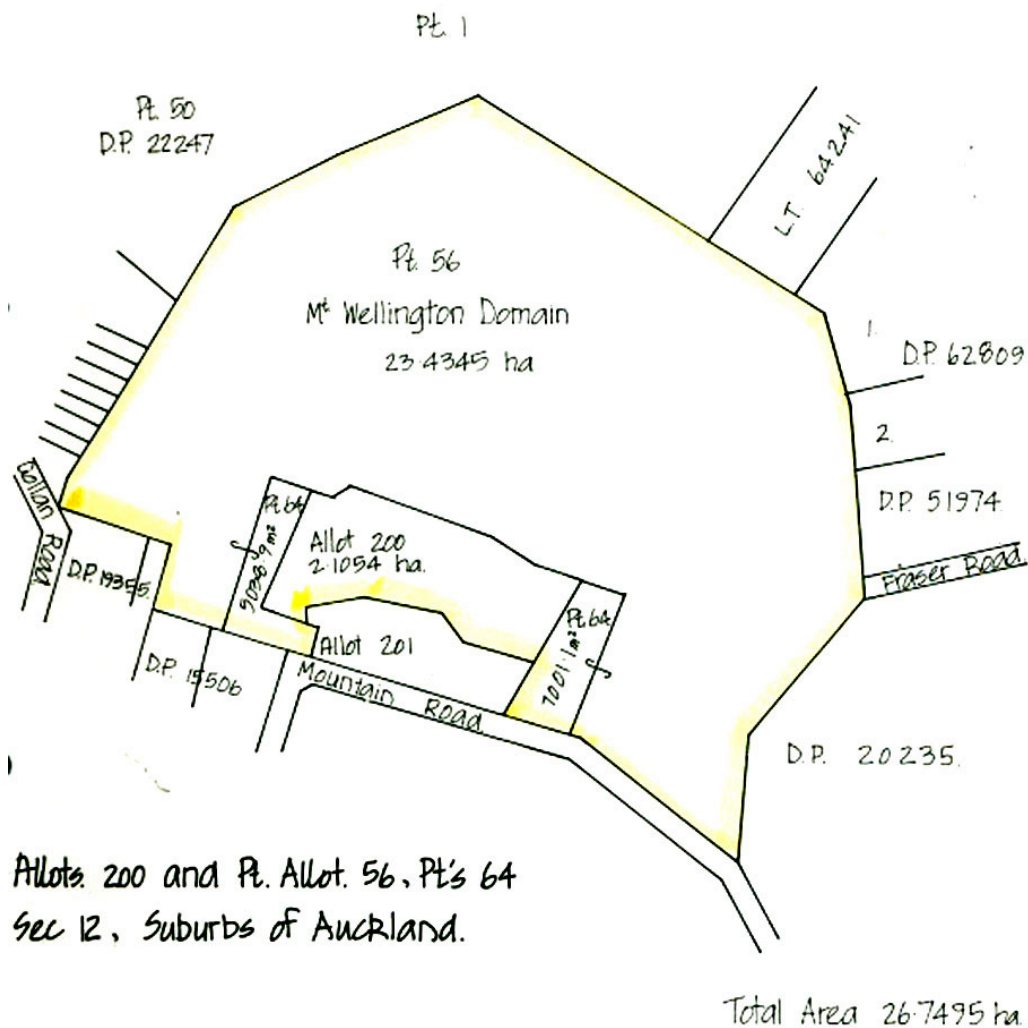 Pt. 1
Pt. 50
D.P. 22247
L.T. 64241
Pt. 56
Mt Wellington Domain
23.4345 ha
1.
D.P. 62809
2.
D.P. 51974
Gollan Road
Pt. 64
Allot 200
2.1054 ha.
D.P. 19355.
Fraser Road
Pt. 64
7001.1m²
Allot 201
D.P. 15506
Mountain Road
D.P. 20235.
Allots. 200 and Pt. Allot. 56, Pt's 64
Sec 12, Suburbs of Auckland.
Total Area 26.7495 ha